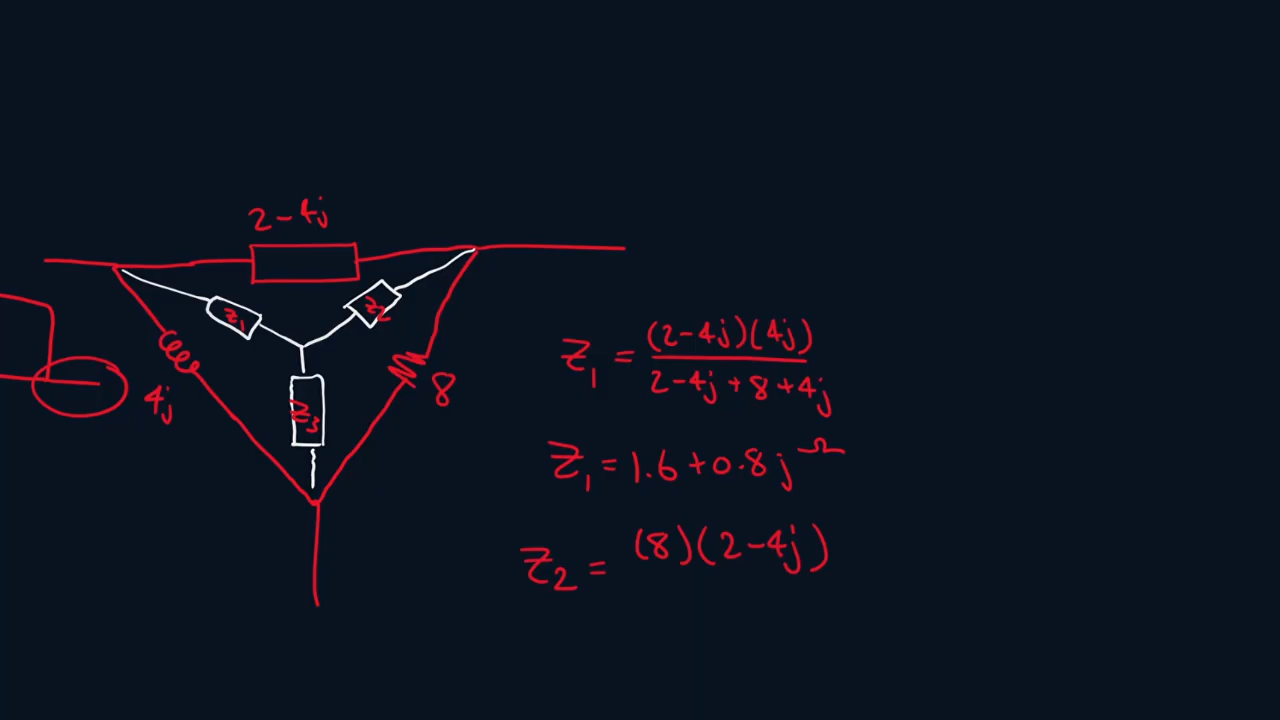 2-4j
Z1
Z2
Z3
4j
8
Z1 = (2-4j)(4j)
2-4j+8+4j
Z1 = 1.6+0.8j Ω
Z2 = (8)(2-4j)